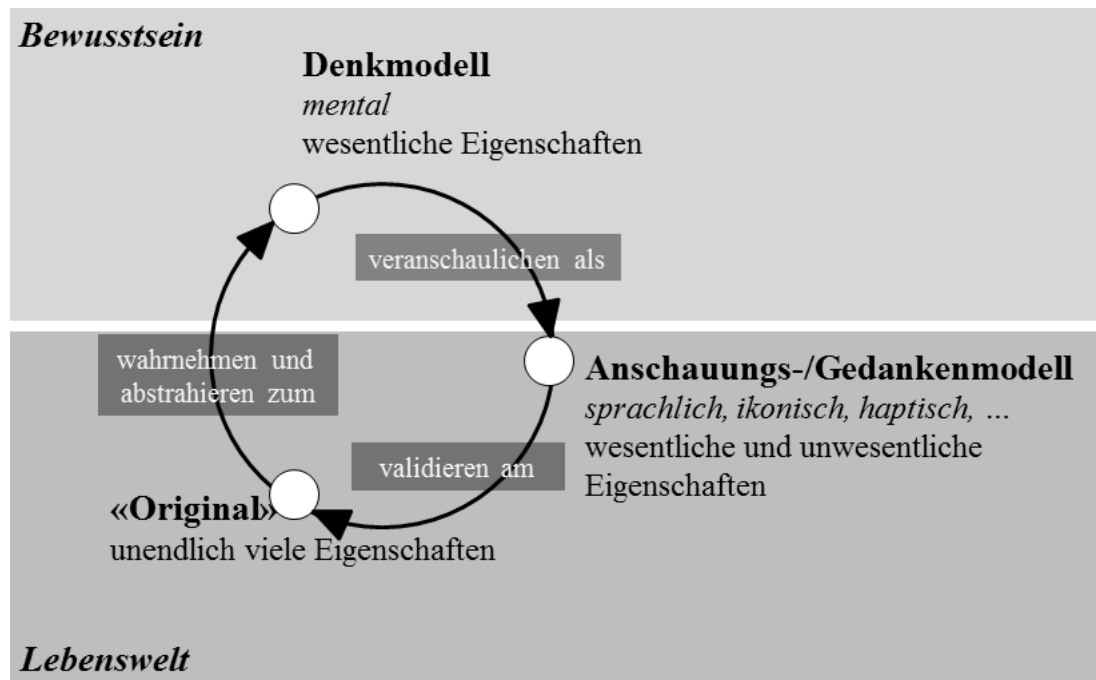 Bewusstsein
Denkmodell
mental
wesentliche Eigenschaften
veranschaulichen als
wahrnehmen und
abstrahieren zum
Anschauungs-/Gedankenmodell
sprachlich, ikonisch, haptisch, …
wesentliche und unwesentliche
Eigenschaften
validieren am
«Original»
unendlich viele Eigenschaften
Lebenswelt